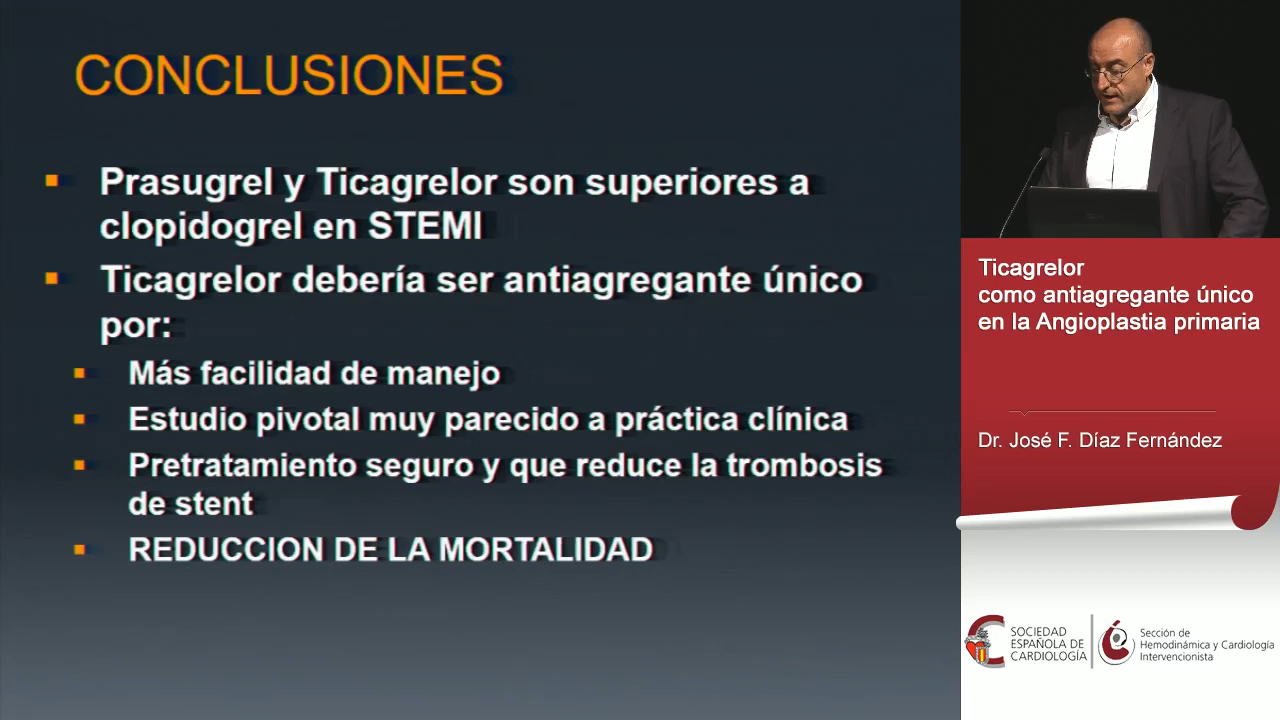 CONCLUSIONES
Prasugrel y Ticagrelor son superiores a
clopidogrel en STEMI
Ticagrelor debería ser antiagregante único
por:
Más facilidad de manejo
Estudio pivotal muy parecido a práctica clínica
Pretratamiento seguro y que reduce la trombosis
de stent
REDUCCION DE LA MORTALIDAD
Ticagrelor
como antiagregante único
en la Angioplastia primaria
Dr. José F. Díaz Fernández
SOCIEDAD
ESPAÑOLA DE
CARDIOLOGÍA
Sección de
Hemodinámica y Cardiología
Intervencionista